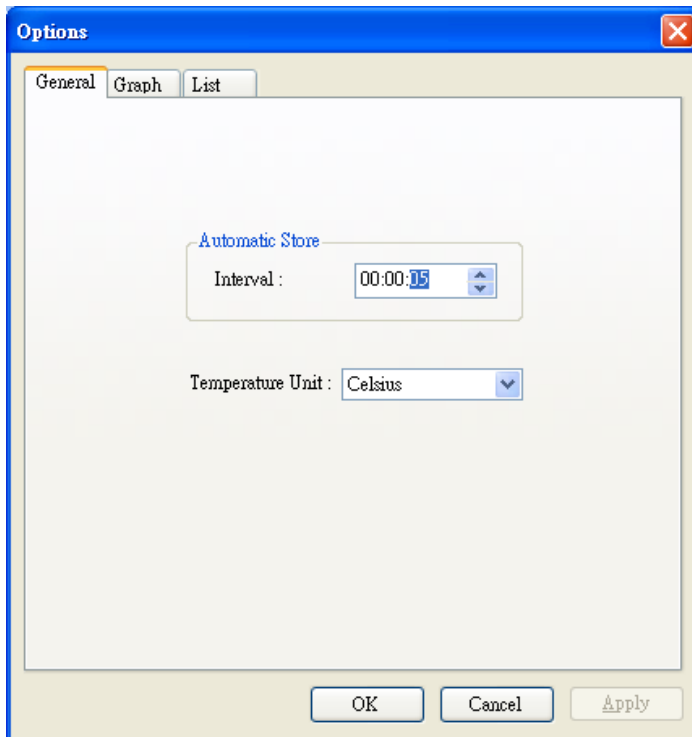 Options
General Graph List
Automatic Store
Interval : 00:00:05
Temperature Unit : Celsius
OK Cancel Apply